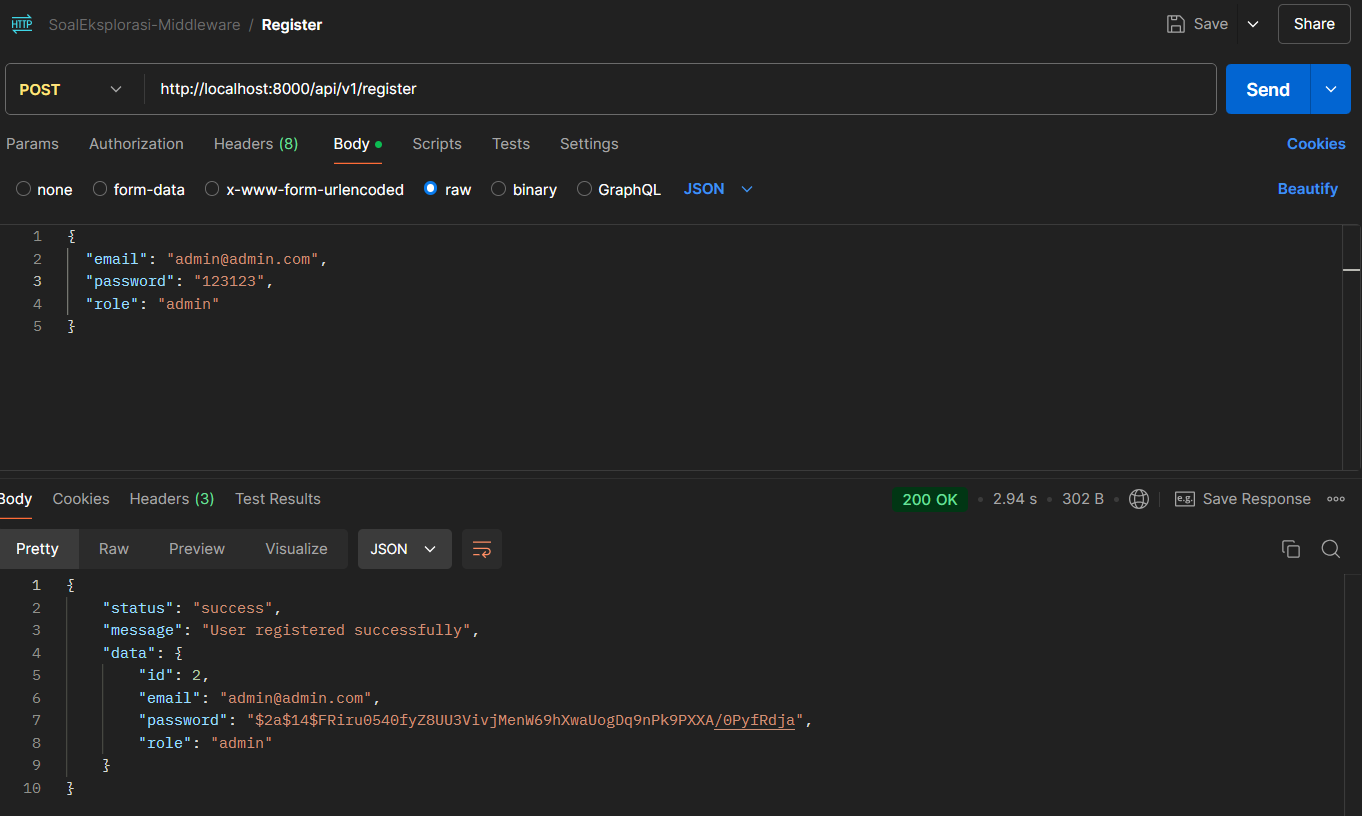 HTTP SoalEksplorasi-Middleware / Register Save Share
POST http://localhost:8000/api/v1/register Send
Params Authorization Headers (8) Body Scripts Tests Settings Cookies
none form-data x-www-form-urlencoded raw binary GraphQL JSON Beautify
1 {
2 "email": "admin@admin.com",
3 "password": "123123",
4 "role": "admin"
5 }
Body Cookies Headers (3) Test Results 200 OK • 2.94 s • 302 B • e.g. Save Response
Pretty Raw Preview Visualize JSON
1 {
2 "status": "success",
3 "message": "User registered successfully",
4 "data": {
5 "id": 2,
6 "email": "admin@admin.com",
7 "password": "$2a$14$FRiru0540fyZ8UU3VivjMenW69hXwaUogDq9nPk9PXXA/0PyfRdja",
8 "role": "admin"
9 }
10 }